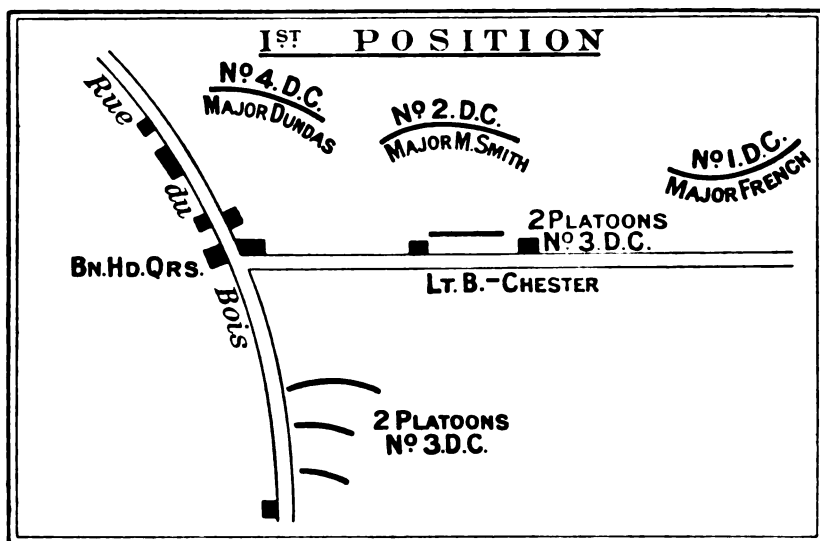 1ST POSITION
Rue du Bois
No 4. D.C.
MAJOR DUNDAS
No 2. D.C.
MAJOR M. SMITH
No 1. D.C.
MAJOR FRENCH
2 PLATOONS
No 3. D.C.
BN. HD. QRS.
LT. B.-CHESTER
2 PLATOONS
No 3. D.C.